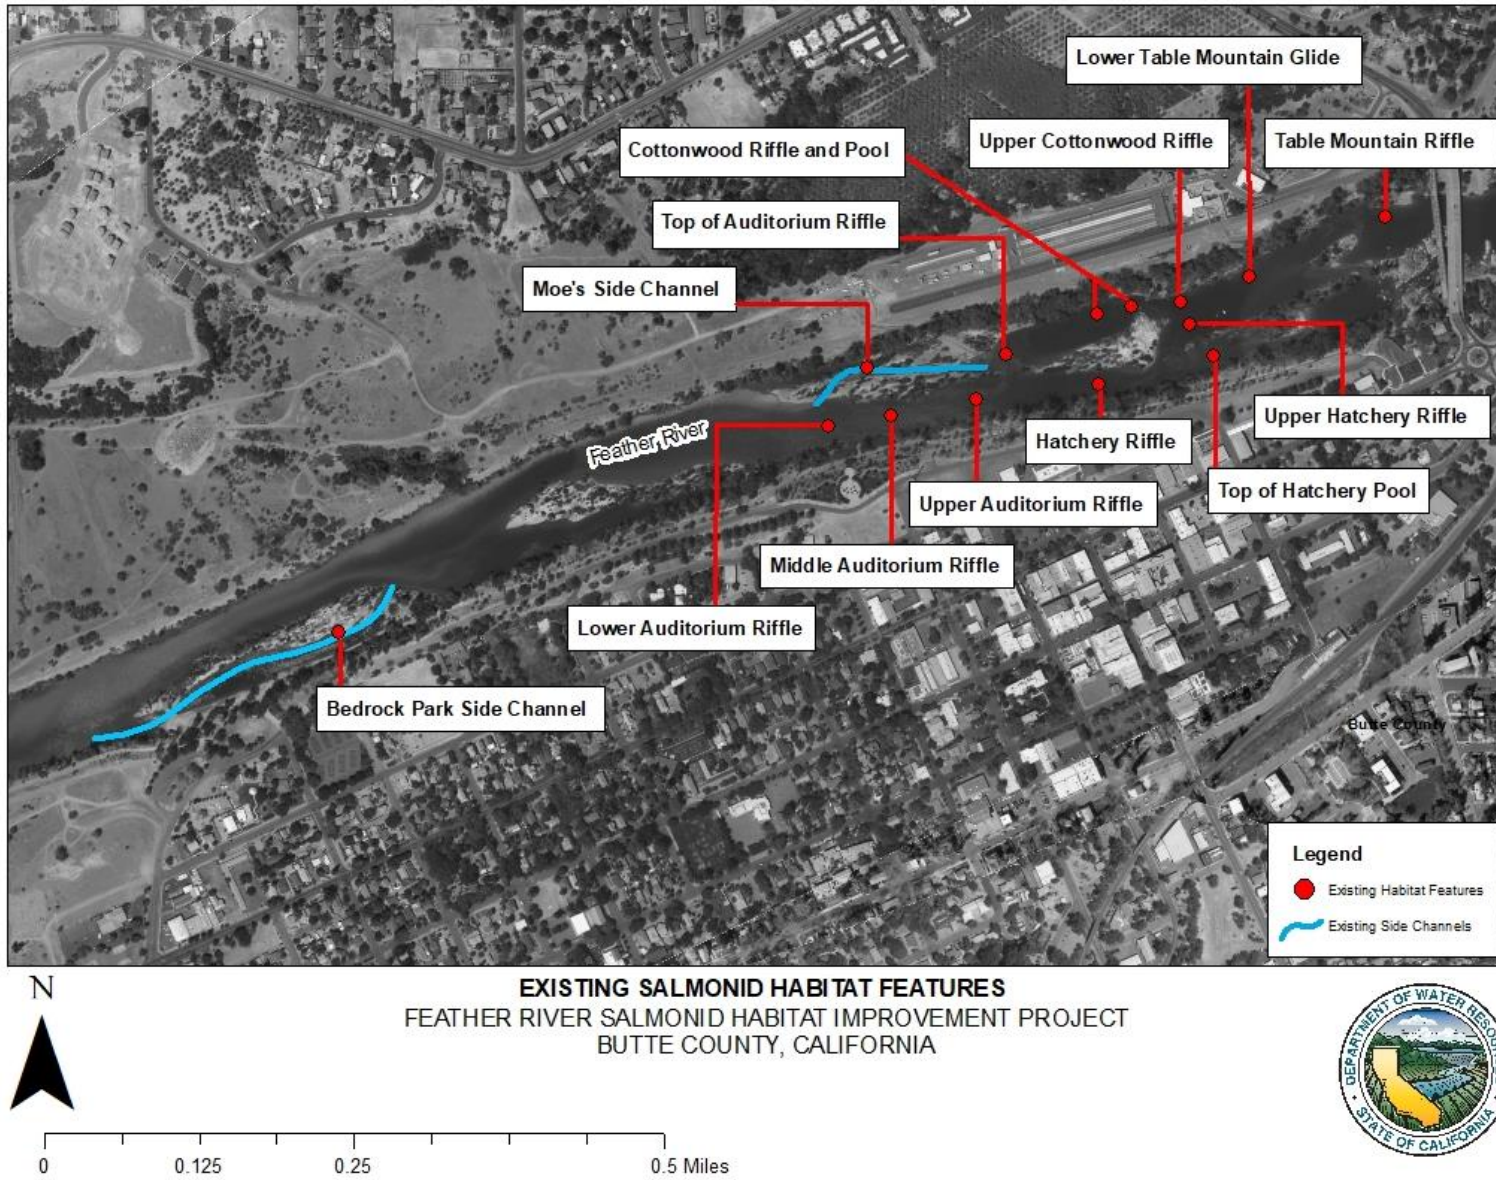 Lower Table Mountain Glide
Cottonwood Riffle and Pool
Upper Cottonwood Riffle
Table Mountain Riffle
Top of Auditorium Riffle
Moe's Side Channel
Feather River
Upper Hatchery Riffle
Hatchery Riffle
Top of Hatchery Pool
Upper Auditorium Riffle
Middle Auditorium Riffle
Lower Auditorium Riffle
Bedrock Park Side Channel
Butte County
Legend
Existing Habitat Features
Existing Side Channels
N
EXISTING SALMONID HABITAT FEATURES
FEATHER RIVER SALMONID HABITAT IMPROVEMENT PROJECT
BUTTE COUNTY, CALIFORNIA
0 0.125 0.25 0.5 Miles
DEPARTMENT OF WATER
STATE OF CALIFORNIA